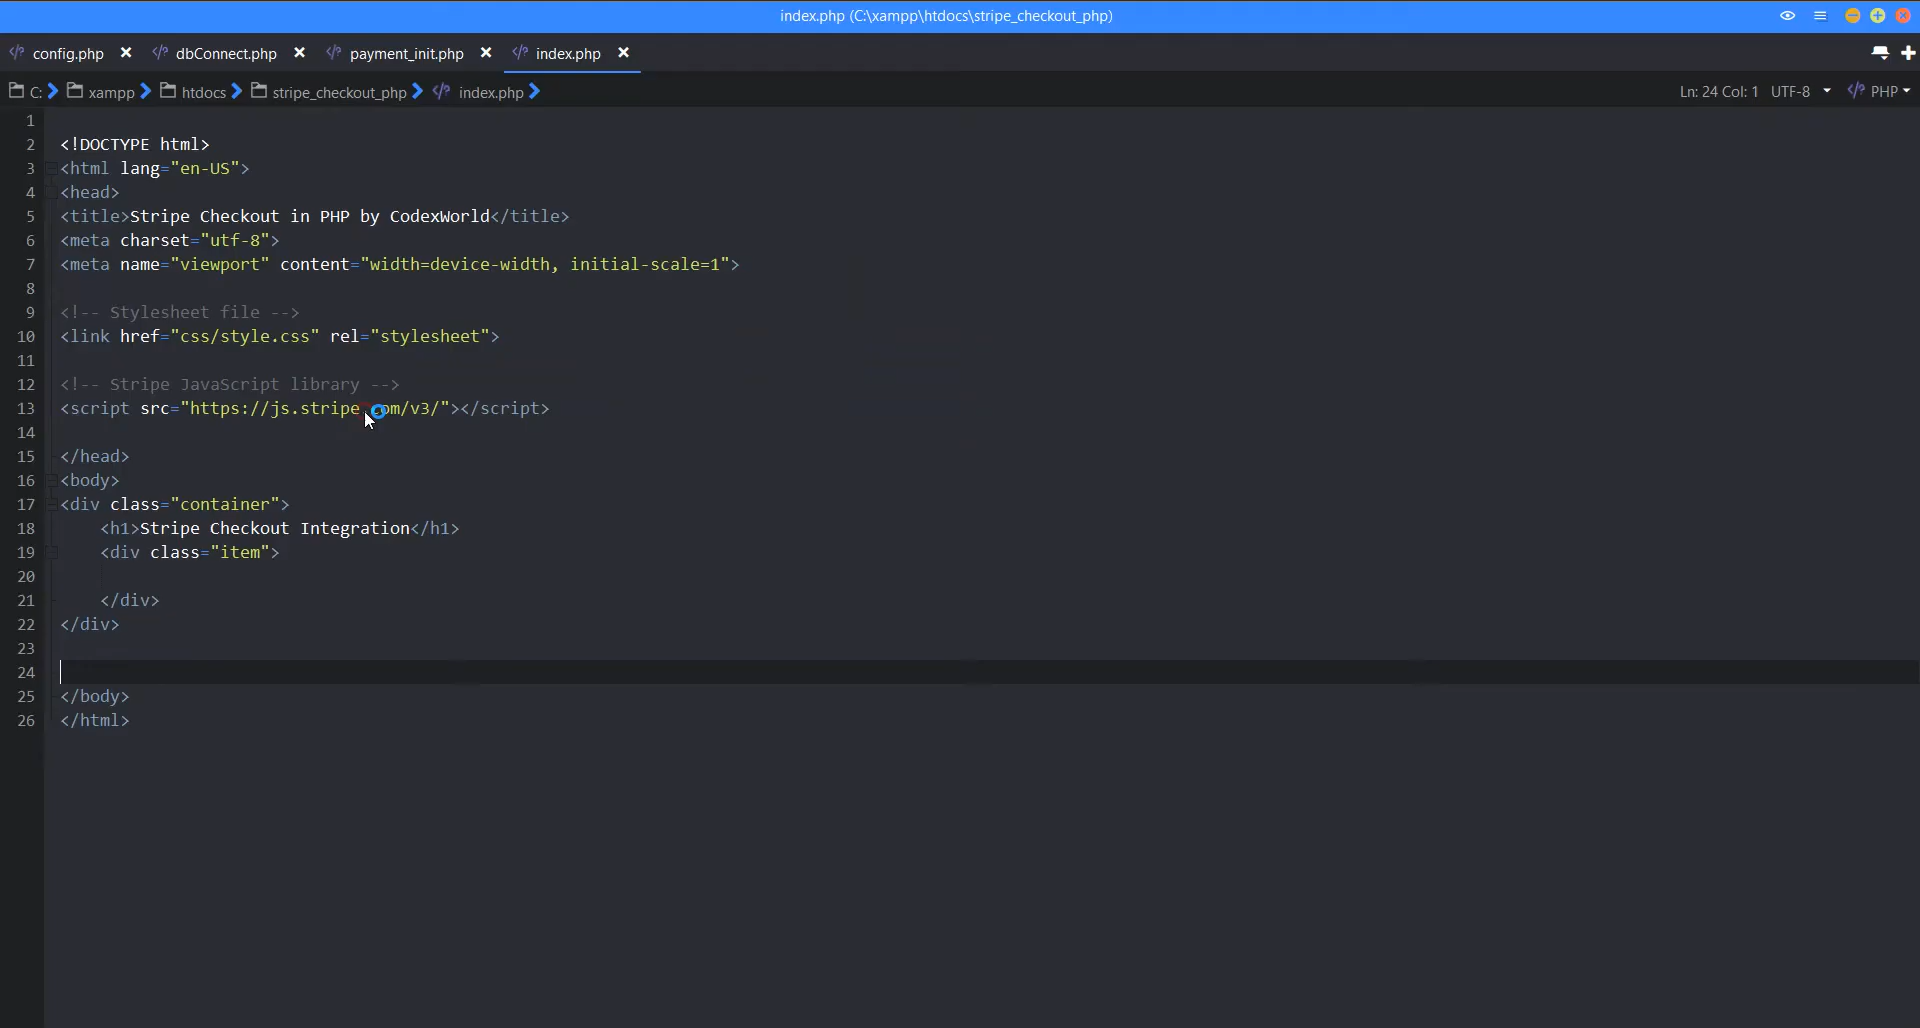 index.php (C:\xampp\htdocs\stripe_checkout_php)
config.php dbConnect.php payment_init.php index.php
C: xampp htdocs stripe_checkout_php index.php Ln: 24 Col: 1 UTF-8 PHP
1
2 <!DOCTYPE html>
3 <html lang="en-US">
4 <head>
5 <title>Stripe Checkout in PHP by CodexWorld</title>
6 <meta charset="utf-8">
7 <meta name="viewport" content="width=device-width, initial-scale=1">
8
9 <!-- Stylesheet file -->
10 <link href="css/style.css" rel="stylesheet">
11
12 <!-- Stripe JavaScript library -->
13 <script src="https://js.stripe.com/v3/"></script>
14
15 </head>
16 <body>
17 <div class="container">
18     <h1>Stripe Checkout Integration</h1>
19     <div class="item">
20
21     </div>
22 </div>
23
24
25 </body>
26 </html>